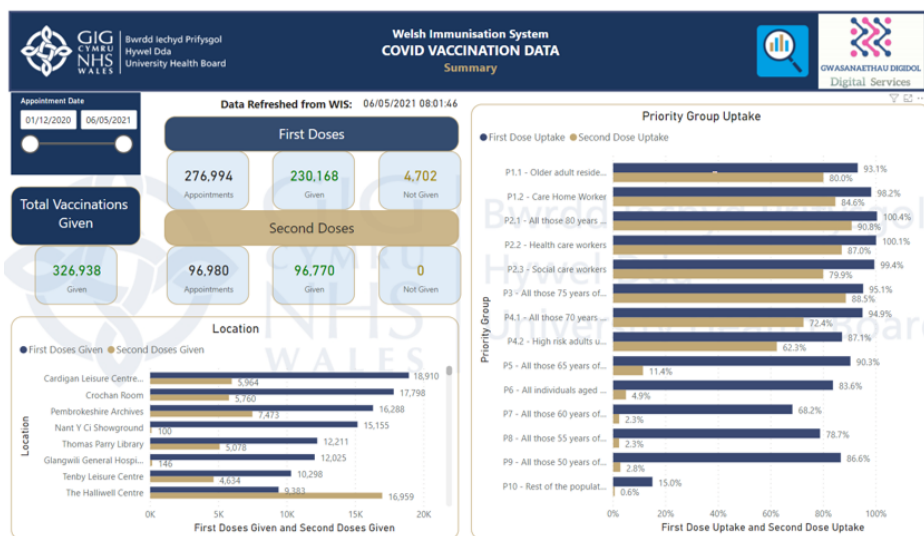 GIG
CYMRU
NHS
WALES
Bwrdd Iechyd Prifysgol
Hywel Dda
University Health Board
Welsh Immunisation System
COVID VACCINATION DATA
Summary
GWASANAETHAU DIGIDOL
Digital Services
Appointment Date
01/12/2020 06/05/2021
Data Refreshed from WIS: 06/05/2021 08:01:46
First Doses
276,994 230,168 4,702
Appointments Given Not Given
Total Vaccinations
Given
326,938
Given
Second Doses
96,980 96,770 0
Appointments Given Not Given
Location
First Doses Given Second Doses Given
Location
Cardigan Leisure Centre... 18,910
5,964
Crochan Room 17,798
5,760
Pembrokeshire Archives 16,288
7,473
Nant Y Ci Showground 15,155
100
Thomas Parry Library 12,211
5,078
Glangwili General Hospi... 12,025
146
Tenby Leisure Centre 10,298
4,634
The Halliwell Centre 9,383
16,959
0K 5K 10K 15K 20K
First Doses Given and Second Doses Given
Priority Group Uptake
First Dose Uptake Second Dose Uptake
Priority Group
P1.1 - Older adult reside... 93.1%
80.0%
P1.2 - Care Home Worker 98.2%
84.6%
P2.1 - All those 80 years ... 100.4%
90.8%
P2.2 - Health care workers 100.1%
87.0%
P2.3 - Social care workers 99.4%
79.9%
P3 - All those 75 years of... 95.1%
88.5%
P4.1 - All those 70 years ... 94.9%
72.4%
P4.2 - High risk adults u... 87.1%
62.3%
P5 - All those 65 years of... 90.3%
11.4%
P6 - All individuals aged ... 83.6%
4.9%
P7 - All those 60 years of... 68.2%
2.3%
P8 - All those 55 years of... 78.7%
2.3%
P9 - All those 50 years of... 86.6%
2.8%
P10 - Rest of the populat... 15.0%
0.6%
0% 20% 40% 60% 80% 100%
First Dose Uptake and Second Dose Uptake
GIG
CYMRU
NHS
WALES
Bwrdd Iechyd Prifysgol
Hywel Dda
University Health Board